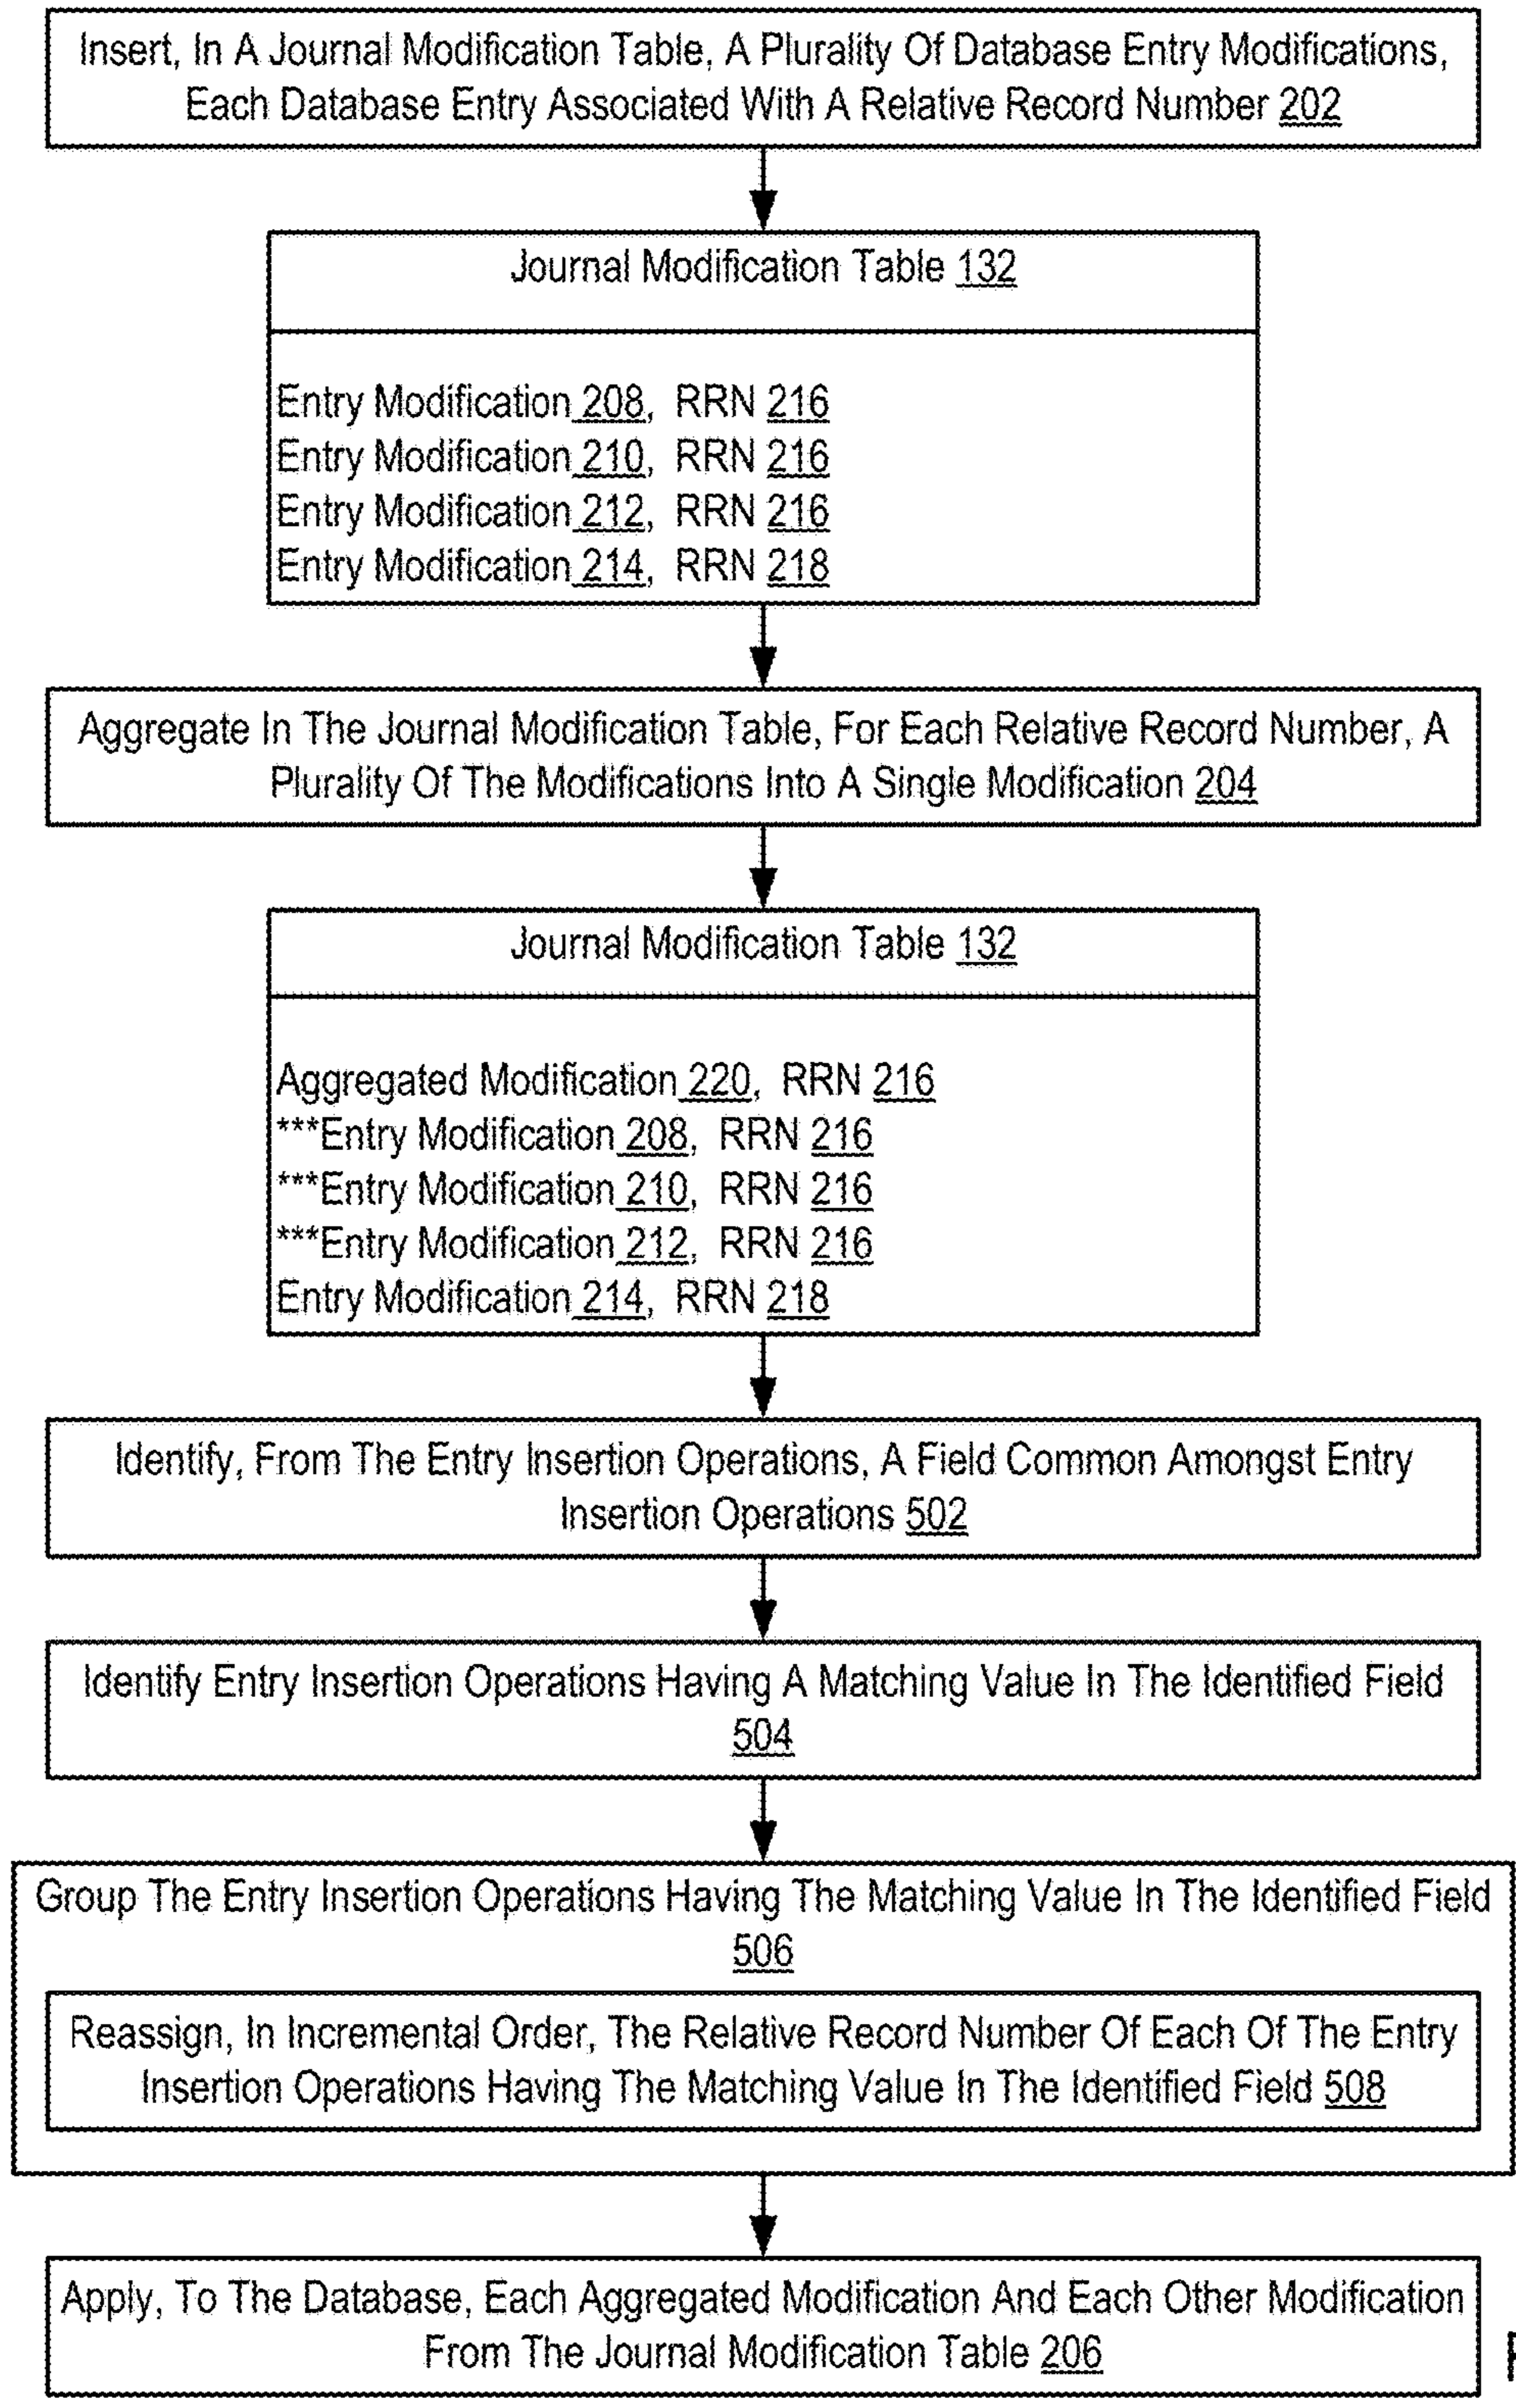 Insert, In A Journal Modification Table, A Plurality Of Database Entry Modifications,
Each Database Entry Associated With A Relative Record Number 202
Journal Modification Table 132
Entry Modification 208, RRN 216
Entry Modification 210, RRN 216
Entry Modification 212, RRN 216
Entry Modification 214, RRN 218
Aggregate In The Journal Modification Table, For Each Relative Record Number, A
Plurality Of The Modifications Into A Single Modification 204
Journal Modification Table 132
Aggregated Modification 220, RRN 216
***Entry Modification 208, RRN 216
***Entry Modification 210, RRN 216
***Entry Modification 212, RRN 216
Entry Modification 214, RRN 218
Identify, From The Entry Insertion Operations, A Field Common Amongst Entry
Insertion Operations 502
Identify Entry Insertion Operations Having A Matching Value In The Identified Field
504
Group The Entry Insertion Operations Having The Matching Value In The Identified Field
506
Reassign, In Incremental Order, The Relative Record Number Of Each Of The Entry
Insertion Operations Having The Matching Value In The Identified Field 508
Apply, To The Database, Each Aggregated Modification And Each Other Modification
From The Journal Modification Table 206